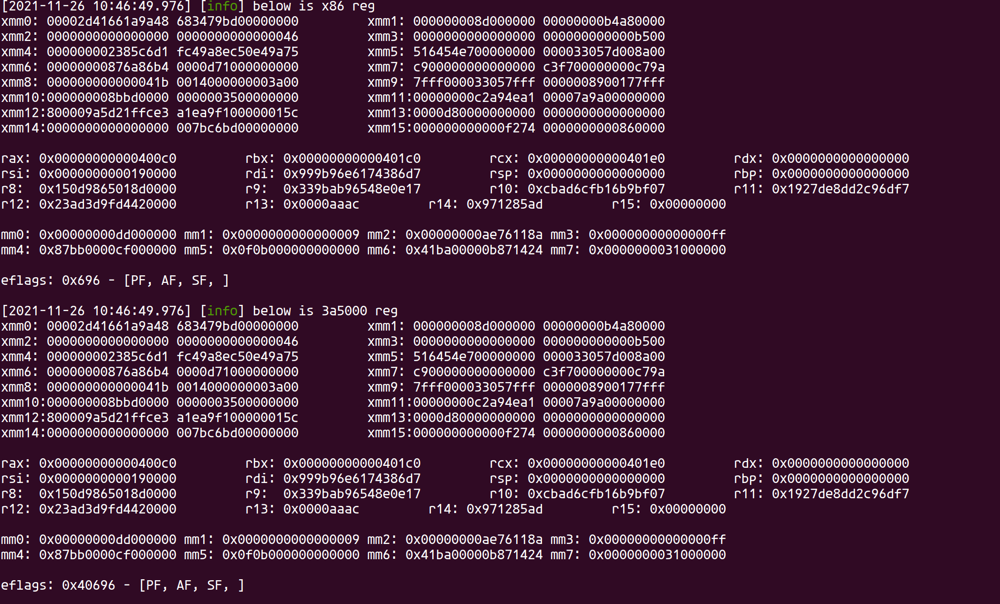 [2021-11-26 10:46:49.976] [info] below is x86 reg
xmm0: 00002d41661a9a48 683479bd00000000         xmm1: 000000008d000000 00000000b4a80000
xmm2: 0000000000000000 0000000000000046         xmm3: 0000000000000000 000000000000b500
xmm4: 000000002385c6d1 fc49a8ec50e49a75         xmm5: 516454e700000000 000033057d008a00
xmm6: 00000000876a86b4 0000d71000000000         xmm7: c900000000000000 c3f700000000c79a
xmm8: 000000000000041b 0014000000003a00         xmm9: 7fff000033057fff 0000008900177fff
xmm10:000000008bbd0000 0000003500000000         xmm11:00000000c2a94ea1 00007a9a00000000
xmm12:800009a5d21ffce3 a1ea9f100000015c         xmm13:0000d80000000000 0000000000000000
xmm14:0000000000000000 007bc6bd00000000         xmm15:000000000000f274 0000000000860000

rax: 0x00000000000400c0         rbx: 0x00000000000401c0         rcx: 0x00000000000401e0         rdx: 0x0000000000000000
rsi: 0x0000000000190000         rdi: 0x999b96e6174386d7         rsp: 0x0000000000000000         rbp: 0x0000000000000000
r8:  0x150d9865018d0000         r9:  0x339bab96548e0e17         r10: 0xcbad6cfb16b9bf07         r11: 0x1927de8dd2c96df7
r12: 0x23ad3d9fd4420000         r13: 0x0000aaac         r14: 0x971285ad         r15: 0x00000000

mm0: 0x00000000dd000000 mm1: 0x0000000000000009 mm2: 0x00000000ae76118a mm3: 0x00000000000000ff
mm4: 0x87bb0000cf000000 mm5: 0x0f0b000000000000 mm6: 0x41ba00000b871424 mm7: 0x0000000031000000

eflags: 0x696 - [PF, AF, SF, ]

[2021-11-26 10:46:49.976] [info] below is 3a5000 reg
xmm0: 00002d41661a9a48 683479bd00000000         xmm1: 000000008d000000 00000000b4a80000
xmm2: 0000000000000000 0000000000000046         xmm3: 0000000000000000 000000000000b500
xmm4: 000000002385c6d1 fc49a8ec50e49a75         xmm5: 516454e700000000 000033057d008a00
xmm6: 00000000876a86b4 0000d71000000000         xmm7: c900000000000000 c3f700000000c79a
xmm8: 000000000000041b 0014000000003a00         xmm9: 7fff000033057fff 0000008900177fff
xmm10:000000008bbd0000 0000003500000000         xmm11:00000000c2a94ea1 00007a9a00000000
xmm12:800009a5d21ffce3 a1ea9f100000015c         xmm13:0000d80000000000 0000000000000000
xmm14:0000000000000000 007bc6bd00000000         xmm15:000000000000f274 0000000000860000

rax: 0x00000000000400c0         rbx: 0x00000000000401c0         rcx: 0x00000000000401e0         rdx: 0x0000000000000000
rsi: 0x0000000000190000         rdi: 0x999b96e6174386d7         rsp: 0x0000000000000000         rbp: 0x0000000000000000
r8:  0x150d9865018d0000         r9:  0x339bab96548e0e17         r10: 0xcbad6cfb16b9bf07         r11: 0x1927de8dd2c96df7
r12: 0x23ad3d9fd4420000         r13: 0x0000aaac         r14: 0x971285ad         r15: 0x00000000

mm0: 0x00000000dd000000 mm1: 0x0000000000000009 mm2: 0x00000000ae76118a mm3: 0x00000000000000ff
mm4: 0x87bb0000cf000000 mm5: 0x0f0b000000000000 mm6: 0x41ba00000b871424 mm7: 0x0000000031000000

eflags: 0x40696 - [PF, AF, SF, ]